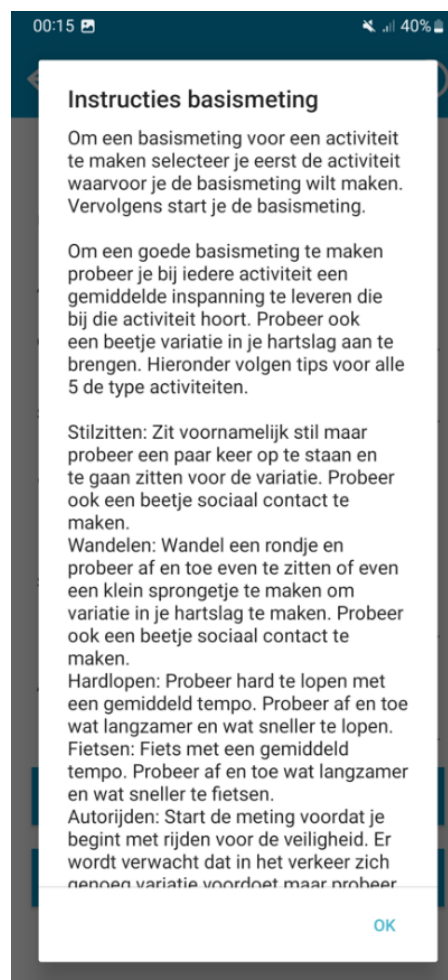 00:15
40%
Instructies basismeting
Om een basismeting voor een activiteit
te maken selecteer je eerst de activiteit
waarvoor je de basismeting wilt maken.
Vervolgens start je de basismeting.
Om een goede basismeting te maken
probeer je bij iedere activiteit een
gemiddelde inspanning te leveren die
bij die activiteit hoort. Probeer ook
een beetje variatie in je hartslag aan te
brengen. Hieronder volgen tips voor alle
5 de type activiteiten.
Stilzitten: Zit voornamelijk stil maar
probeer een paar keer op te staan en
te gaan zitten voor de variatie. Probeer
ook een beetje sociaal contact te
maken.
Wandelen: Wandel een rondje en
probeer af en toe even te zitten of even
een klein sprongetje te maken om
variatie in je hartslag te maken. Probeer
ook een beetje sociaal contact te
maken.
Hardlopen: Probeer hard te lopen met
een gemiddeld tempo. Probeer af en toe
wat langzamer en wat sneller te lopen.
Fietsen: Fiets met een gemiddeld
tempo. Probeer af en toe wat langzamer
en wat sneller te fietsen.
Autorijden: Start de meting voordat je
begint met rijden voor de veiligheid. Er
wordt verwacht dat in het verkeer zich
genoeg variatie voordoet maar probeer
OK